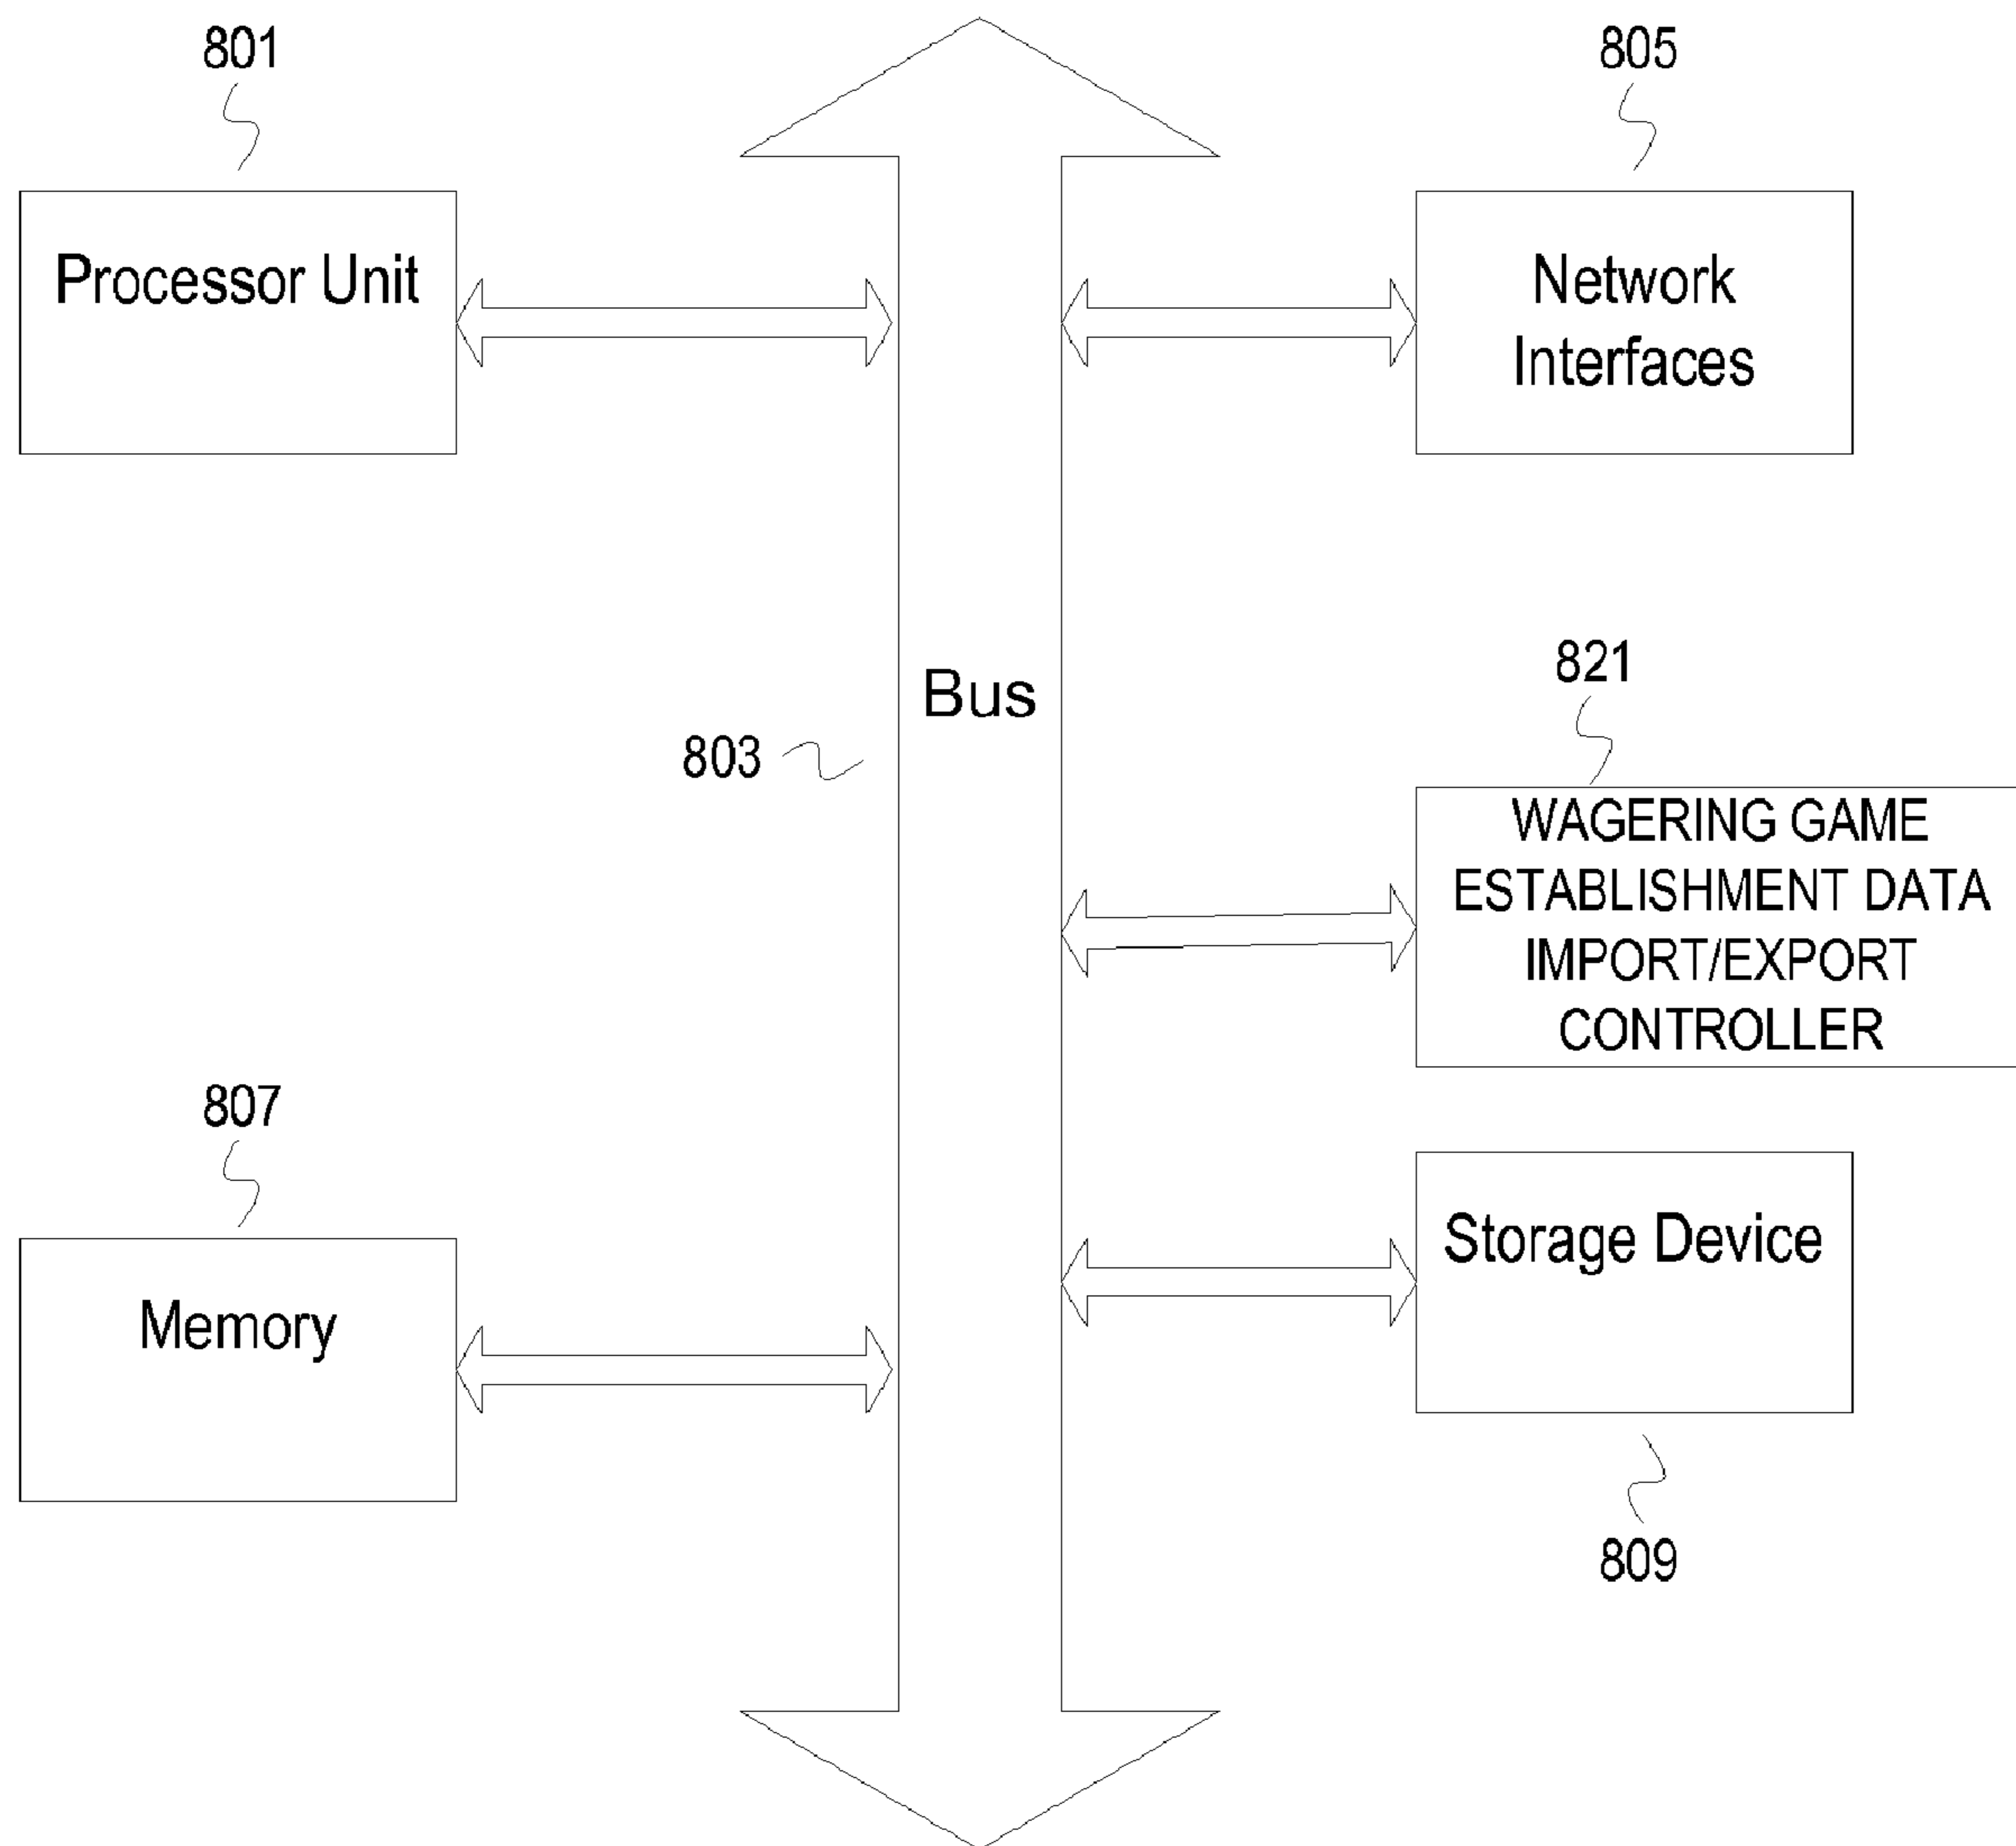 801
805
Processor Unit
Network
Interfaces
Bus
803
821
WAGERING GAME
ESTABLISHMENT DATA
IMPORT/EXPORT
CONTROLLER
807
Memory
Storage Device
809